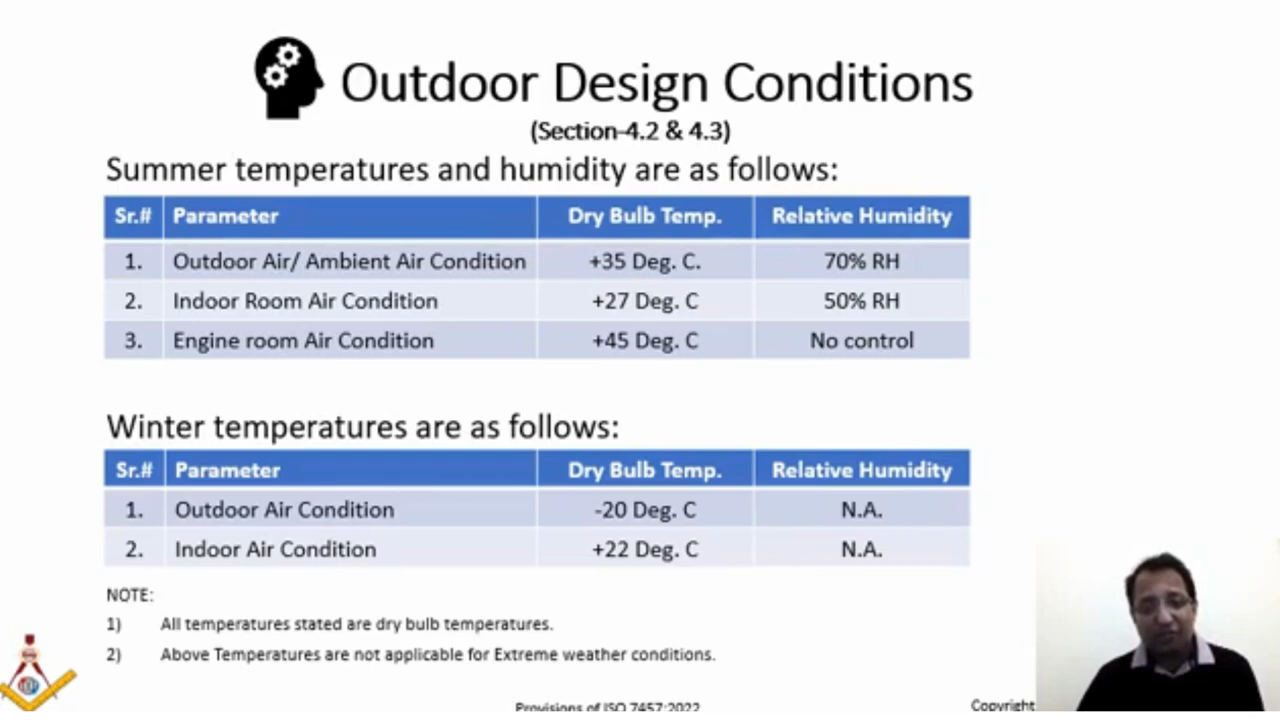 Outdoor Design Conditions
(Section-4.2 & 4.3)
Summer temperatures and humidity are as follows:
Sr.# Parameter Dry Bulb Temp. Relative Humidity
1. Outdoor Air/ Ambient Air Condition +35 Deg. C. 70% RH
2. Indoor Room Air Condition +27 Deg. C 50% RH
3. Engine room Air Condition +45 Deg. C No control
Winter temperatures are as follows:
Sr.# Parameter Dry Bulb Temp. Relative Humidity
1. Outdoor Air Condition -20 Deg. C N.A.
2. Indoor Air Condition +22 Deg. C N.A.
NOTE:
1) All temperatures stated are dry bulb temperatures.
2) Above Temperatures are not applicable for Extreme weather conditions.
Provisions of ISO 7457:2022
Copyright